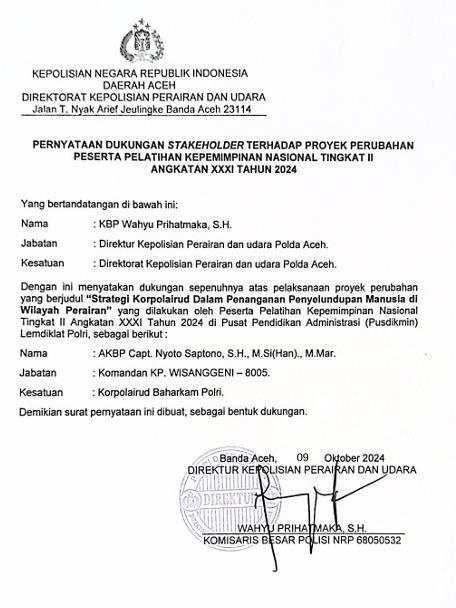 KEPOLISIAN NEGARA REPUBLIK INDONESIA
DAERAH ACEH
DIREKTORAT KEPOLISIAN PERAIRAN DAN UDARA
Jalan T. Nyak Arief Jeulingke Banda Aceh 23114
PERNYATAAN DUKUNGAN STAKEHOLDER TERHADAP PROYEK PERUBAHAN
PESERTA PELATIHAN KEPEMIMPINAN NASIONAL TINGKAT II
ANGKATAN XXXI TAHUN 2024
Yang bertandatangan di bawah ini:
Nama : KBP Wahyu Prihatmaka, S.H.
Jabatan : Direktur Kepolisian Perairan dan udara Polda Aceh.
Kesatuan : Direktorat Kepolisian Perairan dan udara Polda Aceh.
Dengan ini menyatakan dukungan sepenuhnya atas pelaksanaan proyek perubahan
yang berjudul "Strategi Korpolairud Dalam Penanganan Penyelundupan Manusia di
Wilayah Perairan" yang dilakukan oleh Peserta Pelatihan Kepemimpinan Nasional
Tingkat II Angkatan XXXI Tahun 2024 di Pusat Pendidikan Administrasi (Pusdikmin)
Lemdiklat Polri, sebagai berikut :
Nama : AKBP Capt. Nyoto Saptono, S.H., M.Si(Han)., M.Mar.
Jabatan : Komandan KP. WISANGGENI – 8005.
Kesatuan : Korpolairud Baharkam Polri.
Demikian surat pernyataan ini dibuat, sebagai bentuk dukungan.
Banda Aceh, 09 Oktober 2024
DIREKTUR KEPOLISIAN PERAIRAN DAN UDARA
DIREKTUR
WAHYU PRIHATMAKA, S.H.
KOMISARIS BESAR POLISI NRP 68050532